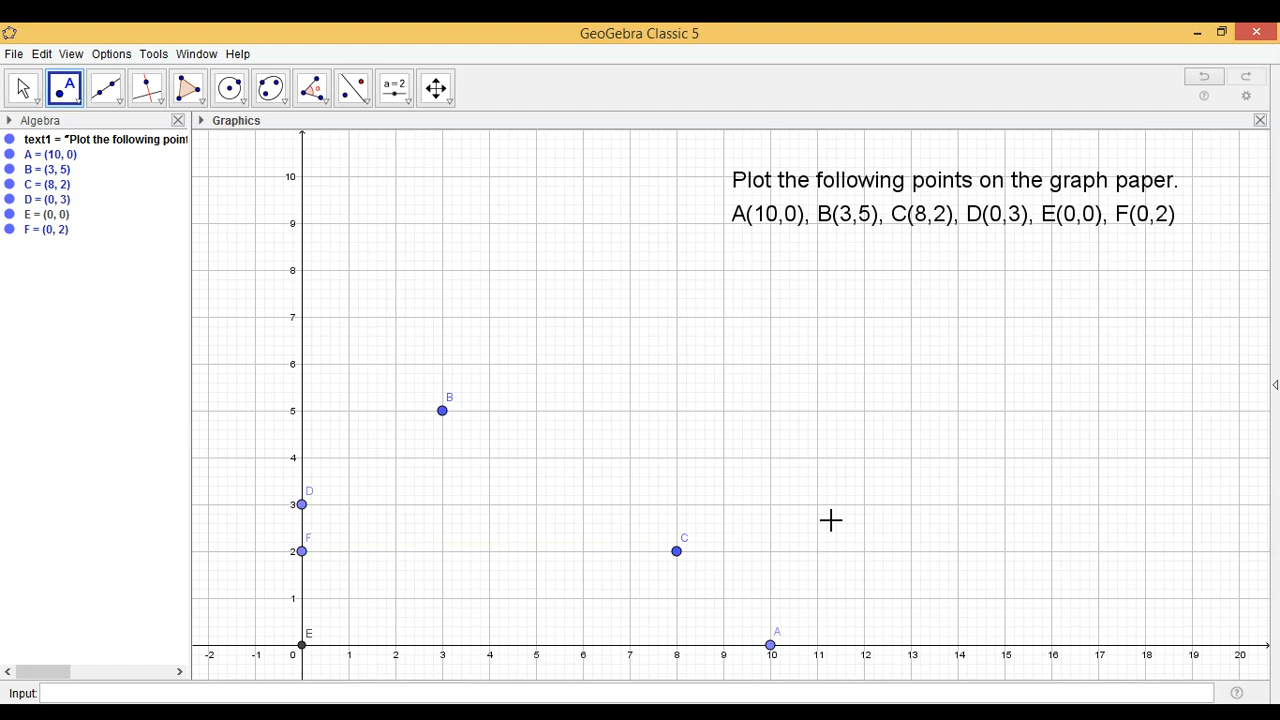 GeoGebra Classic 5
File Edit View Options Tools Window Help
A
α
a=2
Algebra
Graphics
text1 = “Plot the following point
A = (10, 0)
B = (3, 5)
C = (8, 2)
D = (0, 3)
E = (0, 0)
F = (0, 2)
Plot the following points on the graph paper.
A(10,0), B(3,5), C(8,2), D(0,3), E(0,0), F(0,2)
10
9
8
7
6
B
5
4
D
3
F
2
C
1
E
A
-2 -1 0 1 2 3 4 5 6 7 8 9 10 11 12 13 14 15 16 17 18 19 20
Input: